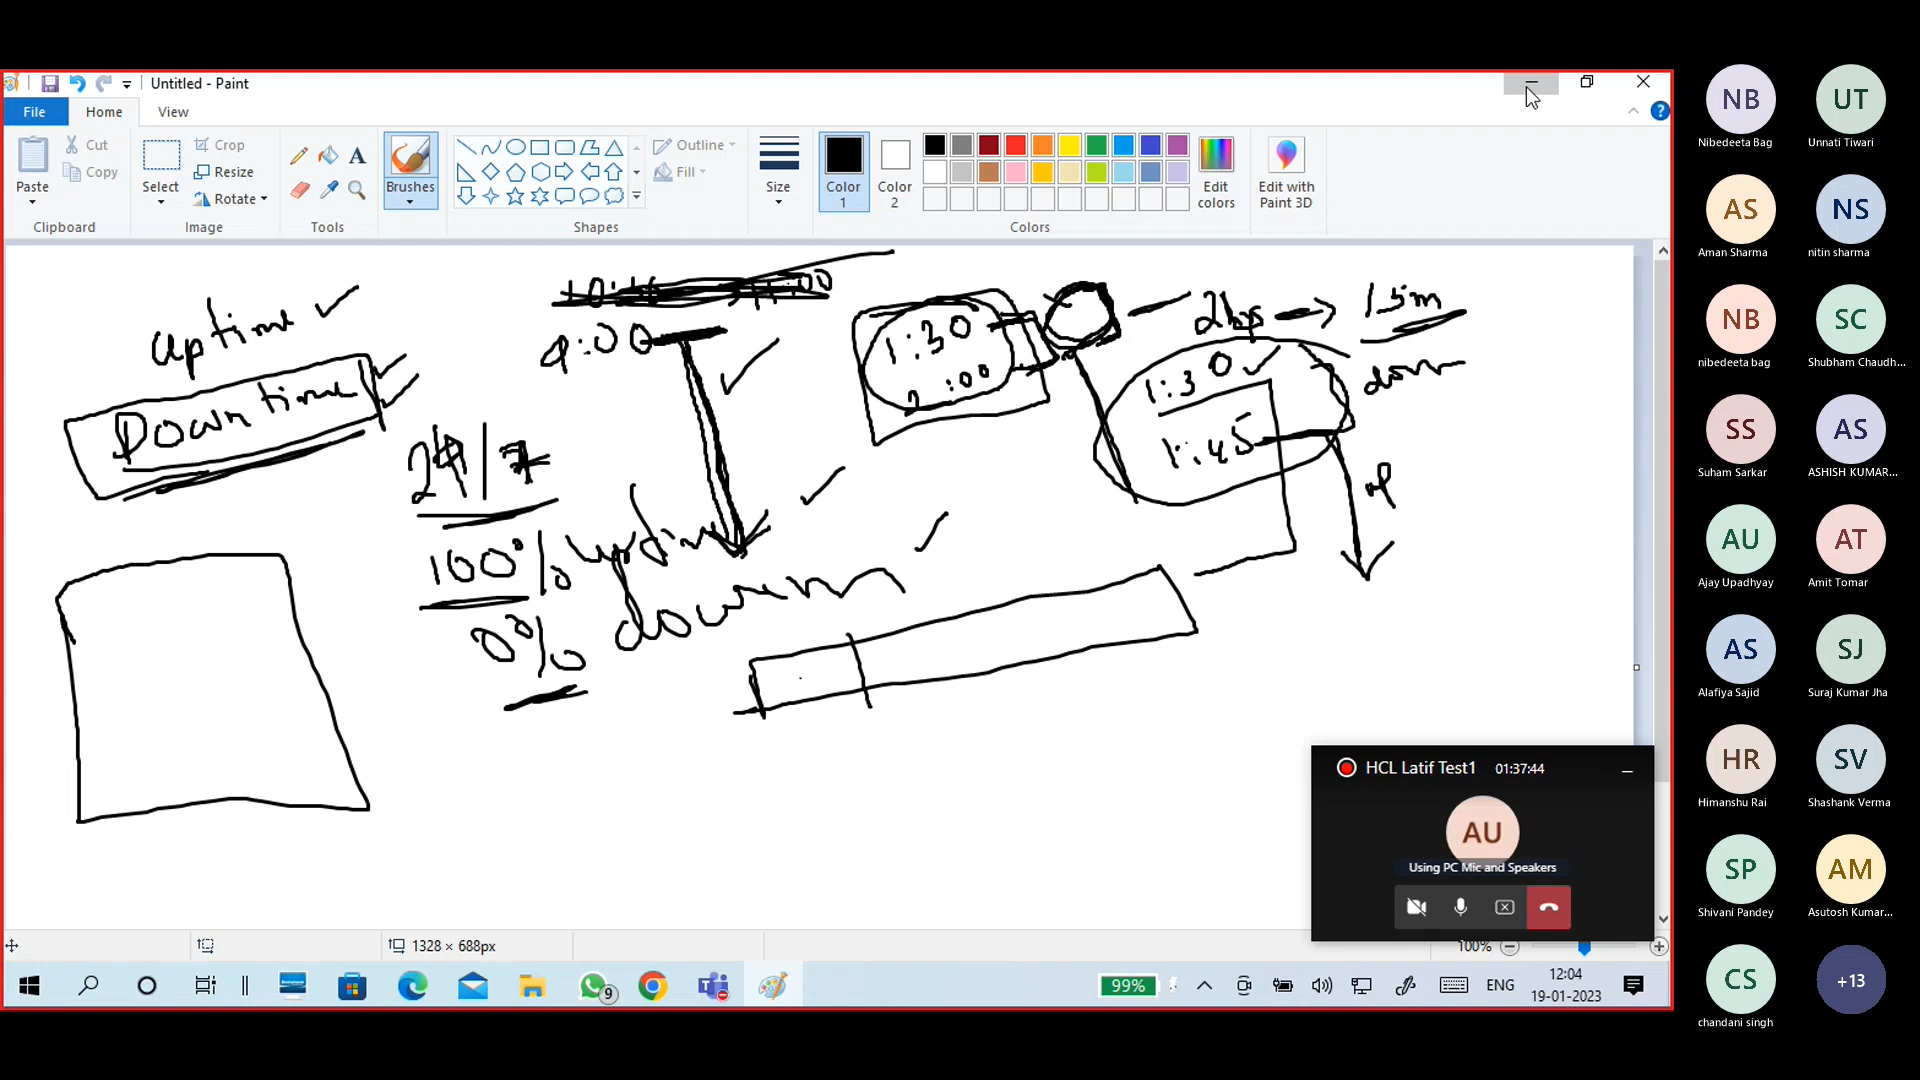 Untitled - Paint
File
Home
View
Paste
Cut
Copy
Clipboard
Select
Crop
Resize
Rotate
Image
Tools
Brushes
Shapes
Outline
Fill
Size
Color 1
Color 2
Edit colors
Edit with Paint 3D
Colors
uptime
Down time
24/7
100% uptime
0% down
9:00
1:30
2:00
1:30
1:45
15m
down
up
HCL Latif Test1 01:37:44
AU
Using PC Mic and Speakers
1328 × 688px
100%
9
99%
ENG
12:04
19-01-2023
NB
Nibedeeta Bag
UT
Unnati Tiwari
AS
Aman Sharma
NS
nitin sharma
NB
nibedeeta bag
SC
Shubham Chaudh...
SS
Suham Sarkar
AS
ASHISH KUMAR...
AU
Ajay Upadhyay
AT
Amit Tomar
AS
Alafiya Sajid
SJ
Suraj Kumar Jha
HR
Himanshu Rai
SV
Shashank Verma
SP
Shivani Pandey
AM
Asutosh Kumar...
CS
chandani singh
+13